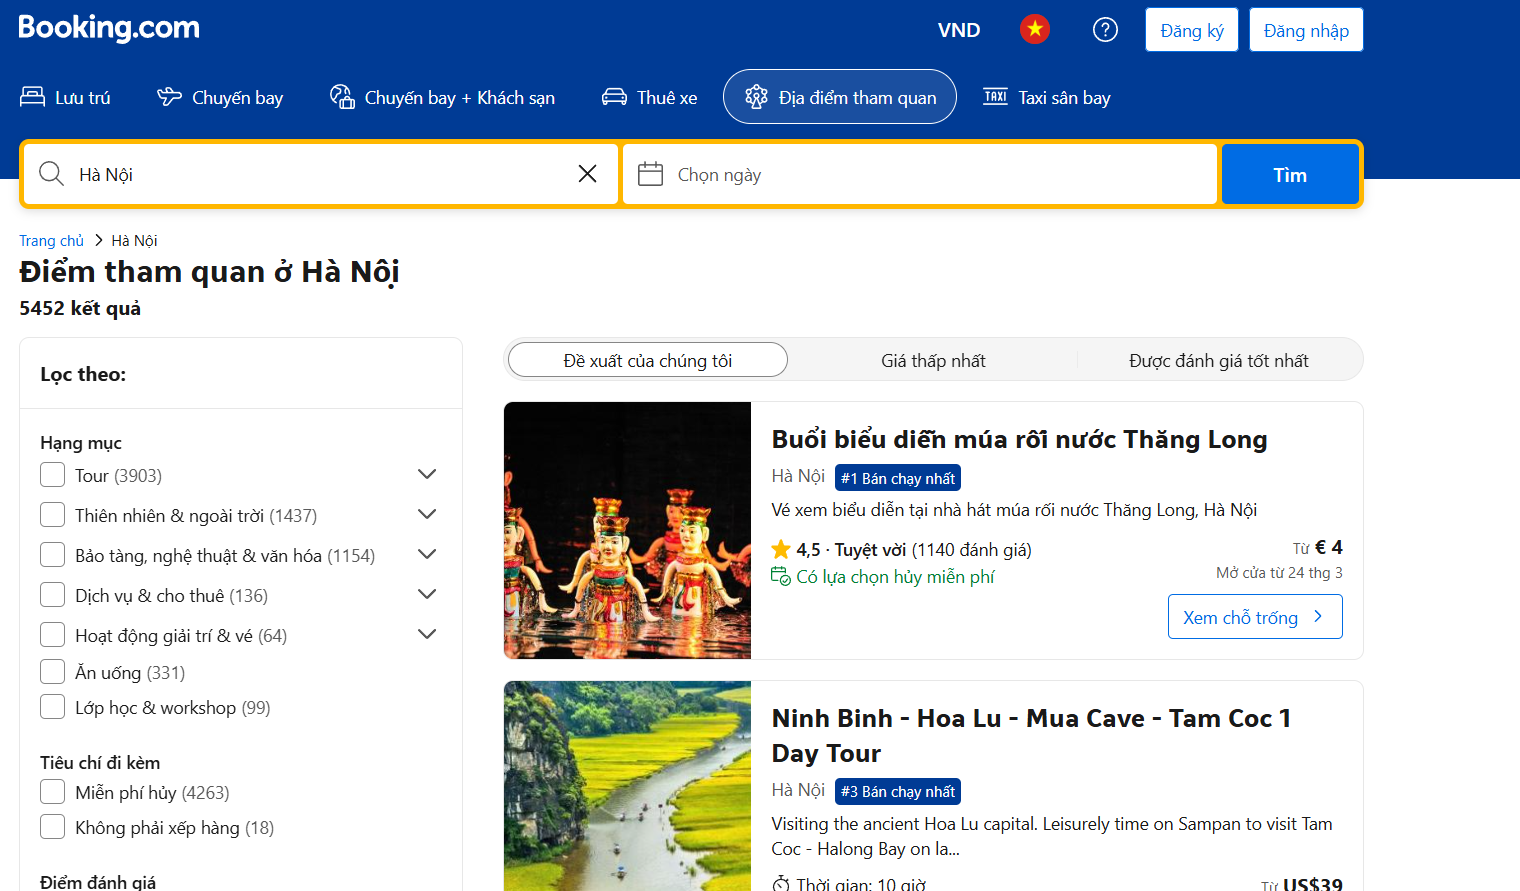 Booking.com
VND
Đăng ký
Đăng nhập
Lưu trú
Chuyến bay
Chuyến bay + Khách sạn
Thuê xe
Địa điểm tham quan
TAXI
Taxi sân bay
Hà Nội
Chọn ngày
Tìm
Trang chủ
Hà Nội
Điểm tham quan ở Hà Nội
5452 kết quả
Lọc theo:
Hạng mục
Tour (3903)
Thiên nhiên & ngoài trời (1437)
Bảo tàng, nghệ thuật & văn hóa (1154)
Dịch vụ & cho thuê (136)
Hoạt động giải trí & vé (64)
Ăn uống (331)
Lớp học & workshop (99)
Tiêu chí đi kèm
Miễn phí hủy (4263)
Không phải xếp hàng (18)
Điểm đánh giá
Đề xuất của chúng tôi
Giá thấp nhất
Được đánh giá tốt nhất
Buổi biểu diễn múa rối nước Thăng Long
Hà Nội
#1 Bán chạy nhất
Vé xem biểu diễn tại nhà hát múa rối nước Thăng Long, Hà Nội
4,5 · Tuyệt vời (1140 đánh giá)
Có lựa chọn hủy miễn phí
Từ € 4
Mở cửa từ 24 thg 3
Xem chỗ trống
Ninh Binh - Hoa Lu - Mua Cave - Tam Coc 1
Day Tour
Hà Nội
#3 Bán chạy nhất
Visiting the ancient Hoa Lu capital. Leisurely time on Sampan to visit Tam
Coc - Halong Bay on la...
Thời gian: 10 giờ
Từ US$39